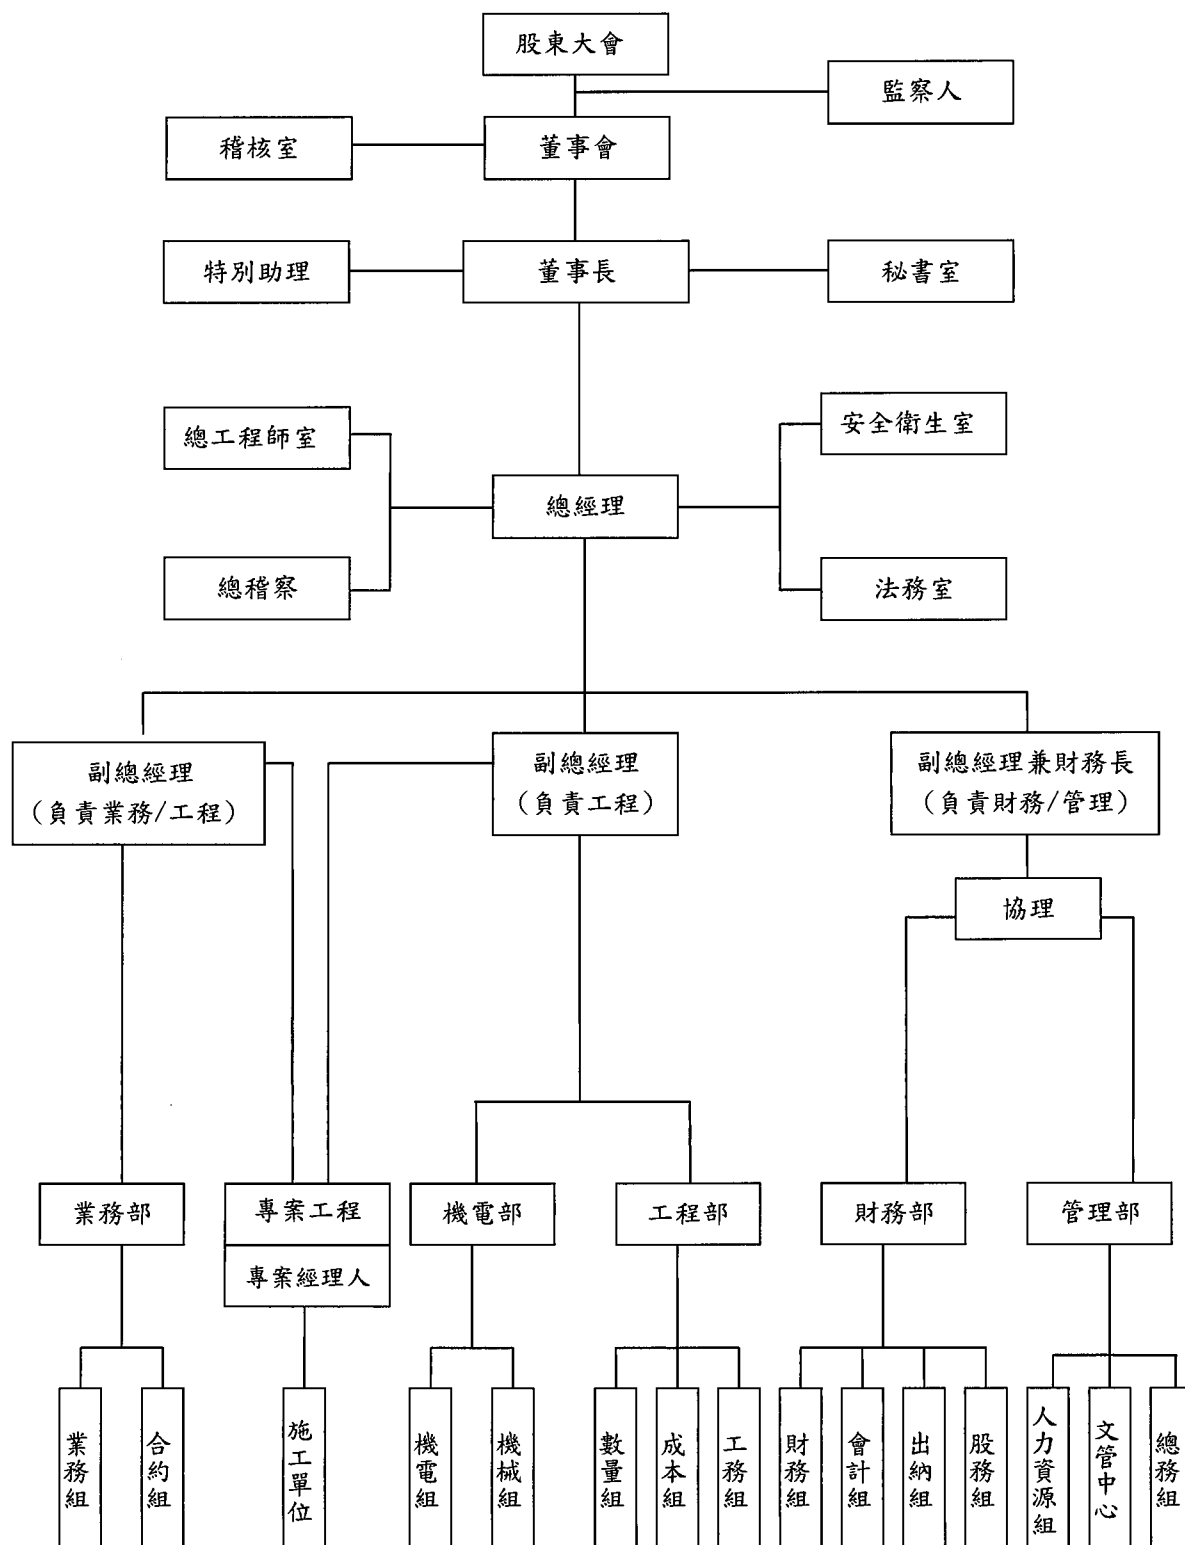 股東大會
監察人
稽核室
董事會
特別助理
董事長
秘書室
總工程師室
安全衛生室
總經理
總稽察
法務室
副總經理
(負責業務/工程)
副總經理
(負責工程)
副總經理兼財務長
(負責財務/管理)
協理
業務部
專案工程
機電部
工程部
財務部
管理部
專案經理人
業務組
合約組
施工單位
機電組
機械組
數量組
成本組
工務組
財務組
會計組
出納組
股務組
人力資源組
文管中心
總務組